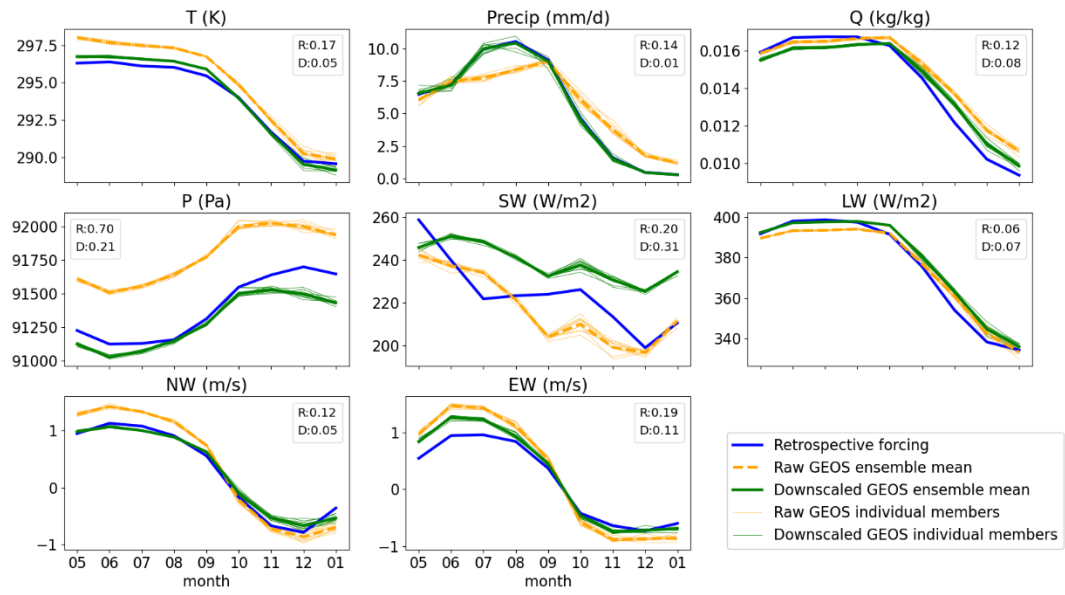 T (K)
297.5
295.0
292.5
290.0
R:0.17
D:0.05
Precip (mm/d)
10.0
7.5
5.0
2.5
0.0
R:0.14
D:0.01
Q (kg/kg)
0.016
0.014
0.012
0.010
R:0.12
D:0.08
P (Pa)
92000
91750
91500
91250
91000
R:0.70
D:0.21
SW (W/m2)
260
240
220
200
R:0.20
D:0.31
LW (W/m2)
400
380
360
340
R:0.06
D:0.07
NW (m/s)
1
0
−1
R:0.12
D:0.05
05 06 07 08 09 10 11 12 01
month
EW (m/s)
1
0
−1
R:0.19
D:0.11
05 06 07 08 09 10 11 12 01
month
Retrospective forcing
Raw GEOS ensemble mean
Downscaled GEOS ensemble mean
Raw GEOS individual members
Downscaled GEOS individual members